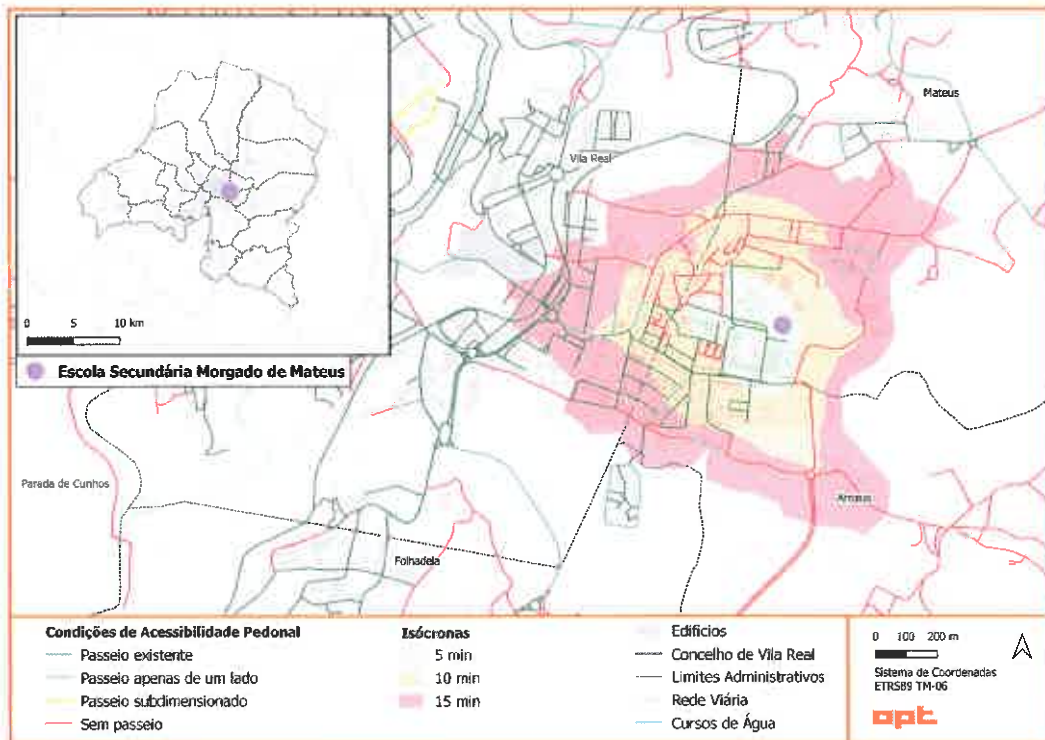 Mateus
Vila Real
0 5 10 km
Escola Secundária Morgado de Mateus
Parada de Cunhos
Arroios
Folhadela
Condições de Acessibilidade Pedonal
Passeio existente
Passeio apenas de um lado
Passeio subdimensionado
Sem passeio
Isócronas
5 min
10 min
15 min
Edifícios
Concelho de Vila Real
Limites Administrativos
Rede Viária
Cursos de Água
0 100 200 m
Sistema de Coordenadas
ETRS89 TM-06
opt